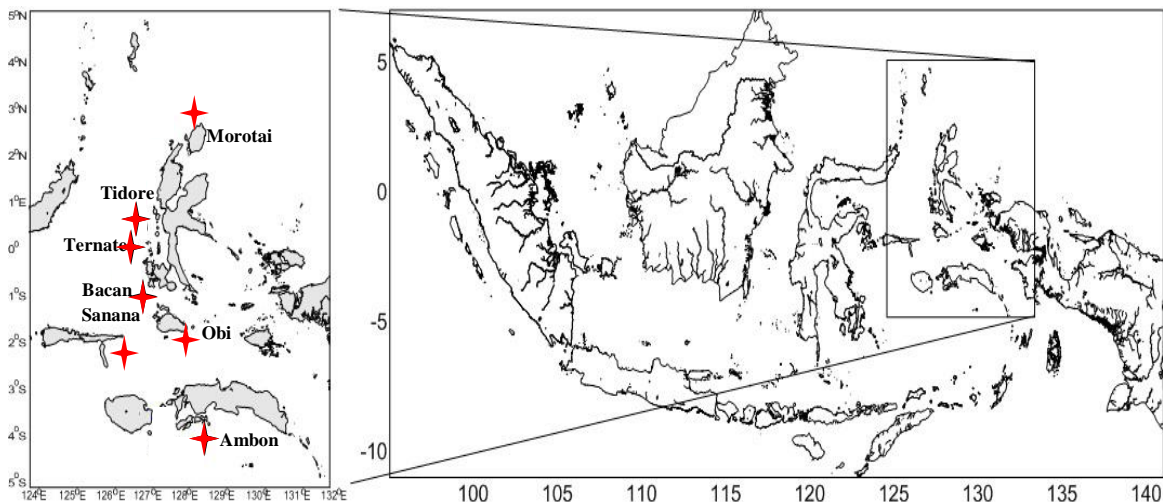 5°N
4°N
3°N
2°N
1°E
0°
1°S
2°S
3°S
4°S
5°S
124°E 125°E 126°E 127°E 128°E 129°E 130°E 131°E 132°E
Morotai
Tidore
Ternate
Bacan
Sanana
Obi
Ambon
5
0
-5
-10
100 105 110 115 120 125 130 135 140